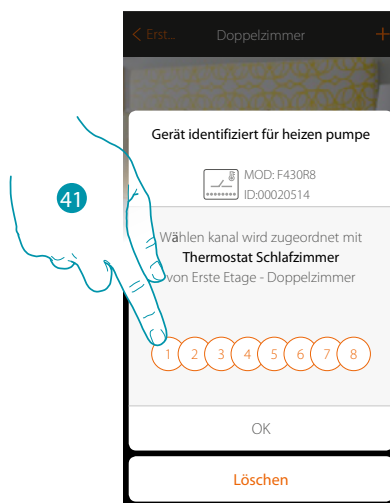 < Erst... Doppelzimmer +
Gerät identifiziert für heizen pumpe
MOD: F430R8
ID:00020514
41
Wählen kanal wird zugeordnet mit
Thermostat Schlafzimmer
von Erste Etage - Doppelzimmer
1 2 3 4 5 6 7 8
OK
Löschen